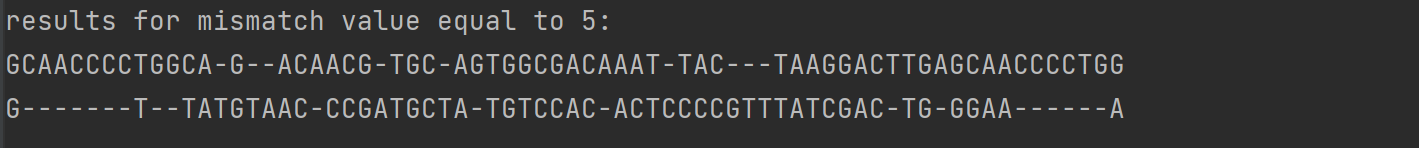 results for mismatch value equal to 5:
GCAACCCCTGGCA-G--ACAACG-TGC-AGTGGCGACAAAT-TAC---TAAGGACTTGAGCAACCCCTGG
G-------T--TATGTAAC-CCGATGCTA-TGTCCAC-ACTCCCCGTTTATCGAC-TG-GGAA------A